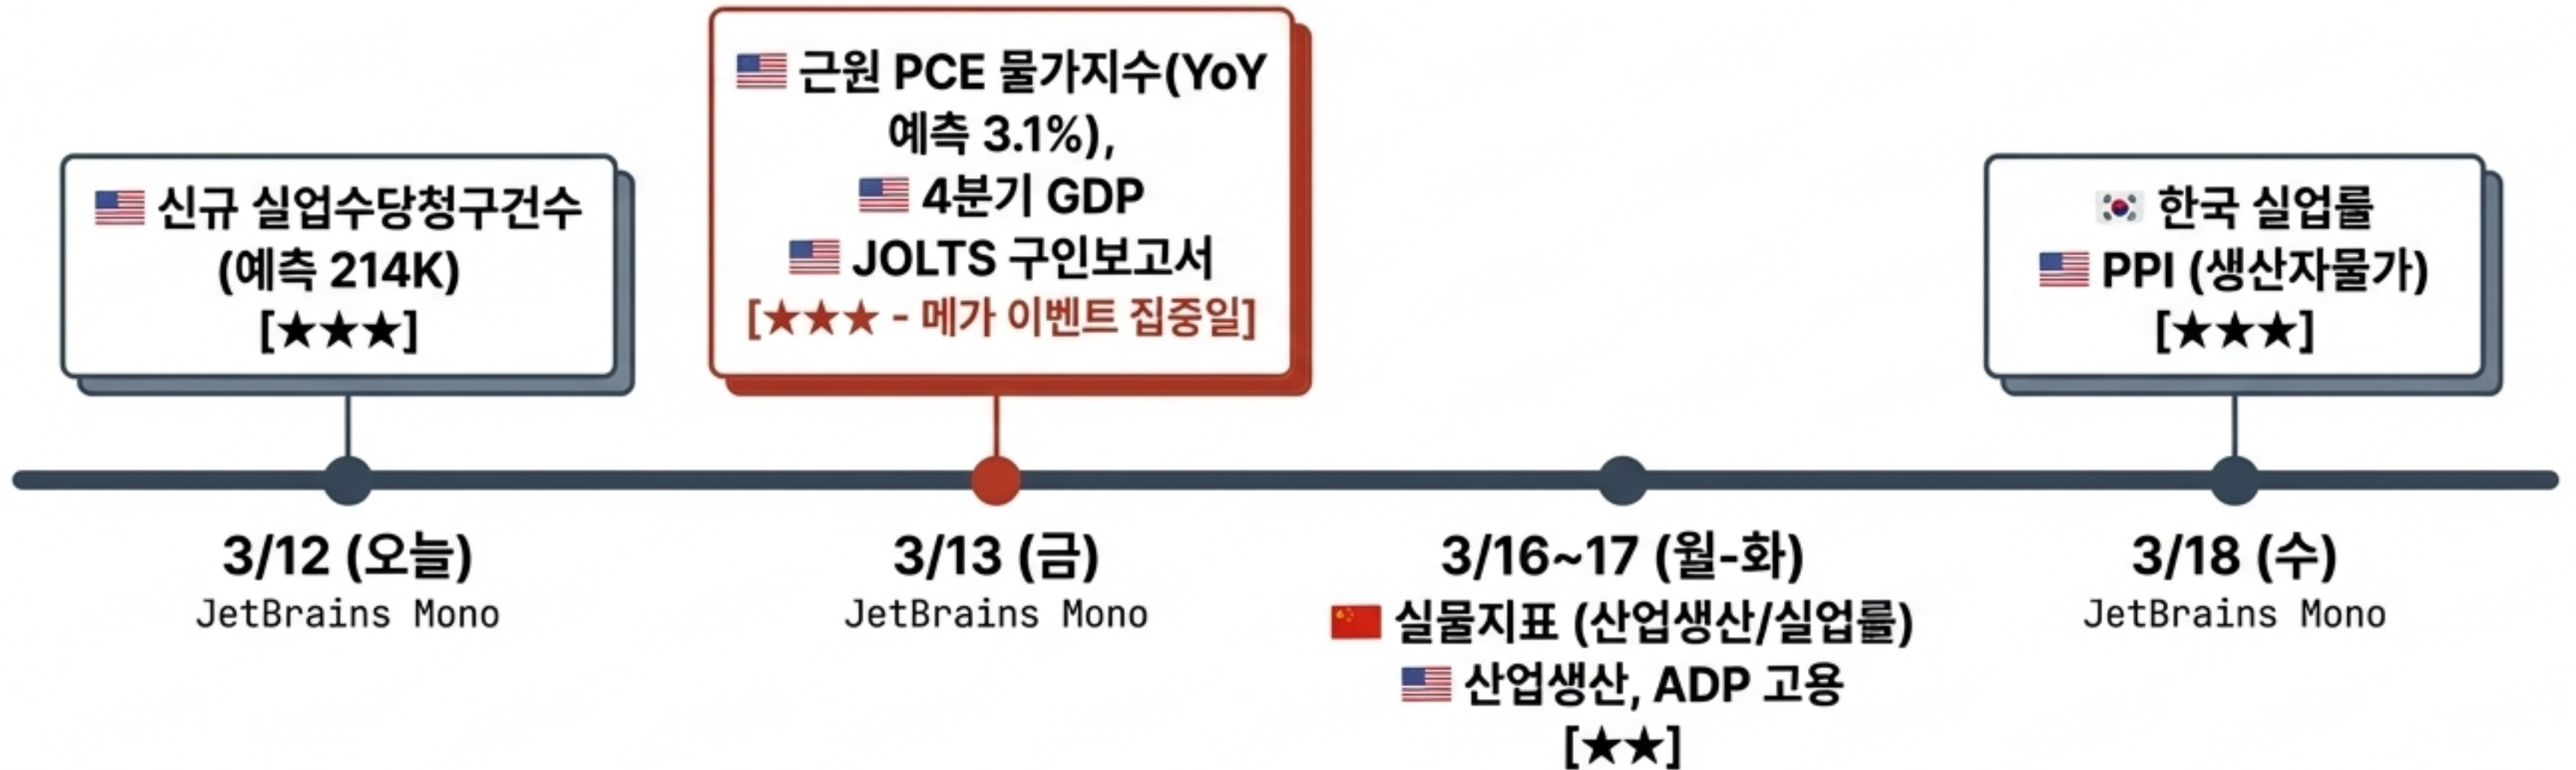 신규 실업수당청구건수
(예측 214K)
[★★★]
근원 PCE 물가지수(YoY
예측 3.1%),
4분기 GDP
JOLTS 구인보고서
[★★★ - 메가 이벤트 집중일]
한국 실업률
PPI (생산자물가)
[★★★]
3/12 (오늘)
JetBrains Mono
3/13 (금)
JetBrains Mono
3/16~17 (월-화)
실물지표 (산업생산/실업률)
산업생산, ADP 고용
[★★]
3/18 (수)
JetBrains Mono